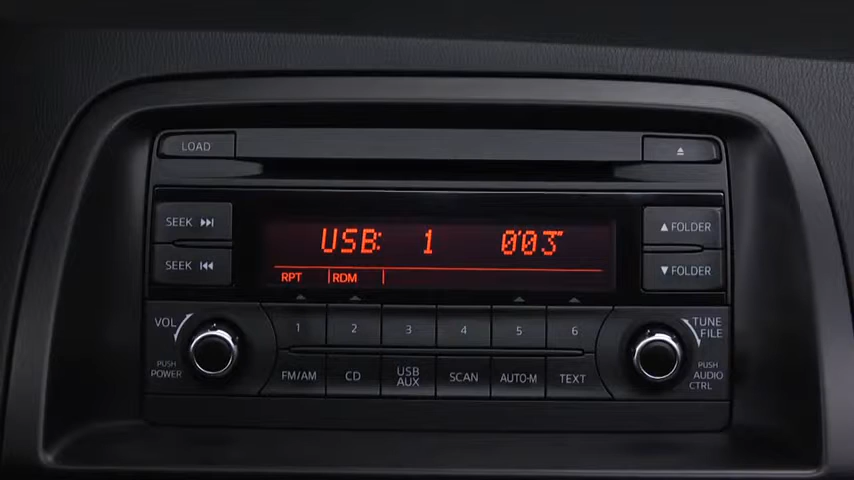 LOAD
SEEK
SEEK
USB: 1 003
RPT RDM
▲ FOLDER
▼ FOLDER
VOL
PUSH
POWER
1 2 3 4 5 6
FM/AM CD USB AUX SCAN AUTO-M TEXT
TUNE
FILE
PUSH
AUDIO
CTRL